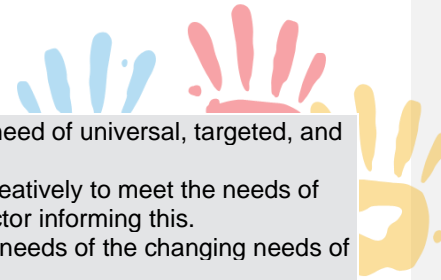 need of universal, targeted, and
eatively to meet the needs of
ctor informing this.
needs of the changing needs of